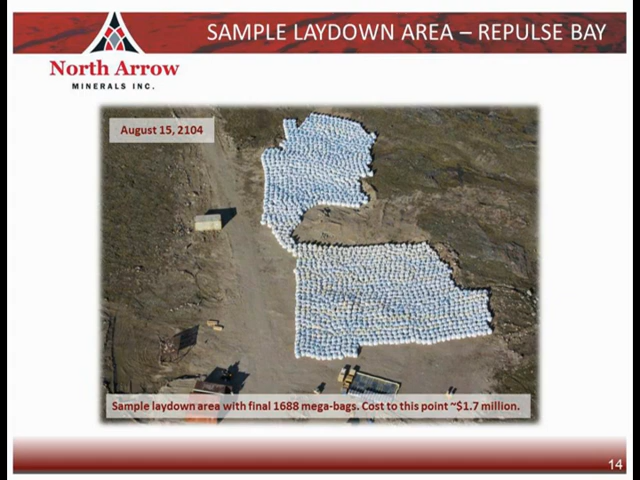 SAMPLE LAYDOWN AREA – REPULSE BAY
North Arrow
MINERALS INC.
August 15, 2104
Sample laydown area with final 1688 mega-bags. Cost to this point ~$1.7 million.
14